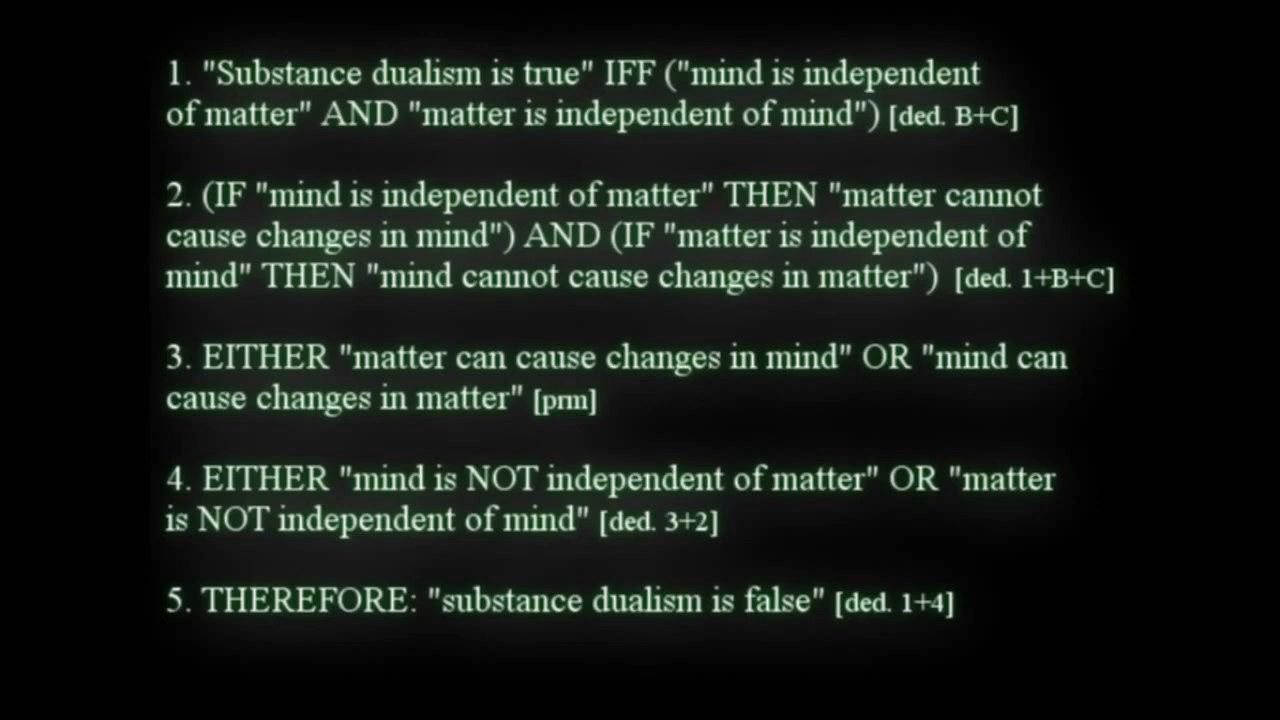 1. "Substance dualism is true" IFF ("mind is independent
of matter" AND "matter is independent of mind") [ded. B+C]
2. (IF "mind is independent of matter" THEN "matter cannot
cause changes in mind") AND (IF "matter is independent of
mind" THEN "mind cannot cause changes in matter") [ded. 1+B+C]
3. EITHER "matter can cause changes in mind" OR "mind can
cause changes in matter" [prm]
4. EITHER "mind is NOT independent of matter" OR "matter
is NOT independent of mind" [ded. 3+2]
5. THEREFORE: "substance dualism is false" [ded. 1+4]